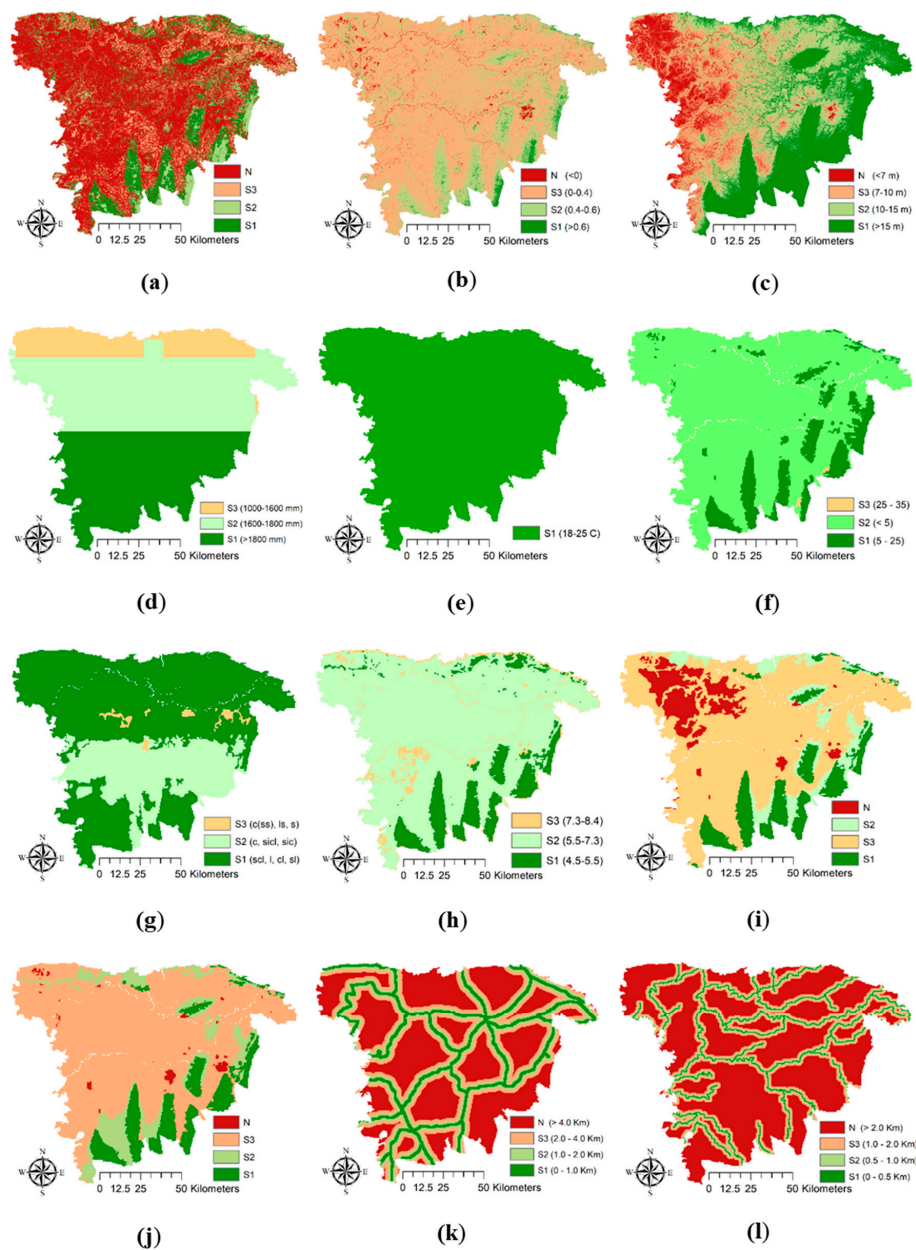 N
S3
S2
S1
N
W E
S
0 12.5 25 50 Kilometers
(a)
N (<0)
S3 (0-0.4)
S2 (0.4-0.6)
S1 (>0.6)
N
W E
S
0 12.5 25 50 Kilometers
(b)
N (<7 m)
S3 (7-10 m)
S2 (10-15 m)
S1 (>15 m)
N
W E
S
0 12.5 25 50 Kilometers
(c)
S3 (1000-1600 mm)
S2 (1600-1800 mm)
S1 (>1800 mm)
N
W E
S
0 12.5 25 50 Kilometers
(d)
S1 (18-25 C)
N
W E
S
0 12.5 25 50 Kilometers
(e)
S3 (25 - 35)
S2 (< 5)
S1 (5 - 25)
N
W E
S
0 12.5 25 50 Kilometers
(f)
S3 (c(ss), ls, s)
S2 (c, sicl, sic)
S1 (scl, l, cl, sl)
N
W E
S
0 12.5 25 50 Kilometers
(g)
S3 (7.3-8.4)
S2 (5.5-7.3)
S1 (4.5-5.5)
N
W E
S
0 12.5 25 50 Kilometers
(h)
N
S2
S3
S1
N
W E
S
0 12.5 25 50 Kilometers
(i)
N
S3
S2
S1
N
W E
S
0 12.5 25 50 Kilometers
(j)
N (> 4.0 Km)
S3 (2.0 - 4.0 Km)
S2 (1.0 - 2.0 Km)
S1 (0 - 1.0 Km)
N
W E
S
0 12.5 25 50 Kilometers
(k)
N (> 2.0 Km)
S3 (1.0 - 2.0 Km)
S2 (0.5 - 1.0 Km)
S1 (0 - 0.5 Km)
N
W E
S
0 12.5 25 50 Kilometers
(l)